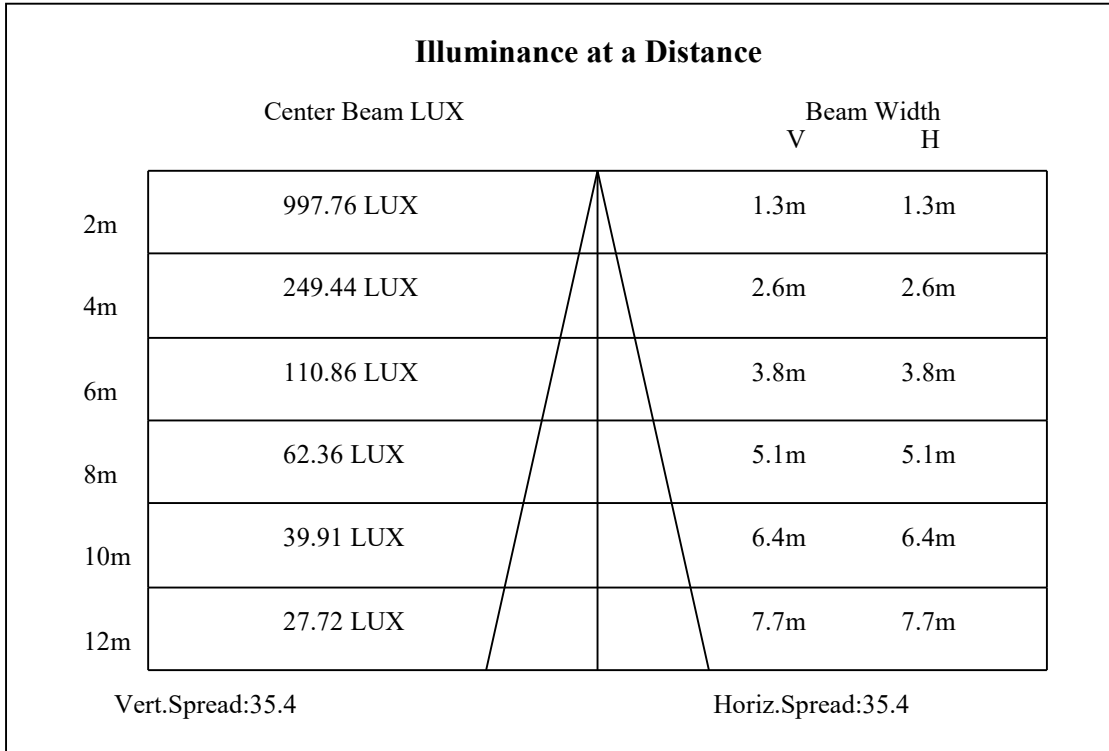 Illuminance at a Distance
Center Beam LUX Beam Width
V H
2m 997.76 LUX 1.3m 1.3m
4m 249.44 LUX 2.6m 2.6m
6m 110.86 LUX 3.8m 3.8m
8m 62.36 LUX 5.1m 5.1m
10m 39.91 LUX 6.4m 6.4m
12m 27.72 LUX 7.7m 7.7m
Vert.Spread:35.4 Horiz.Spread:35.4